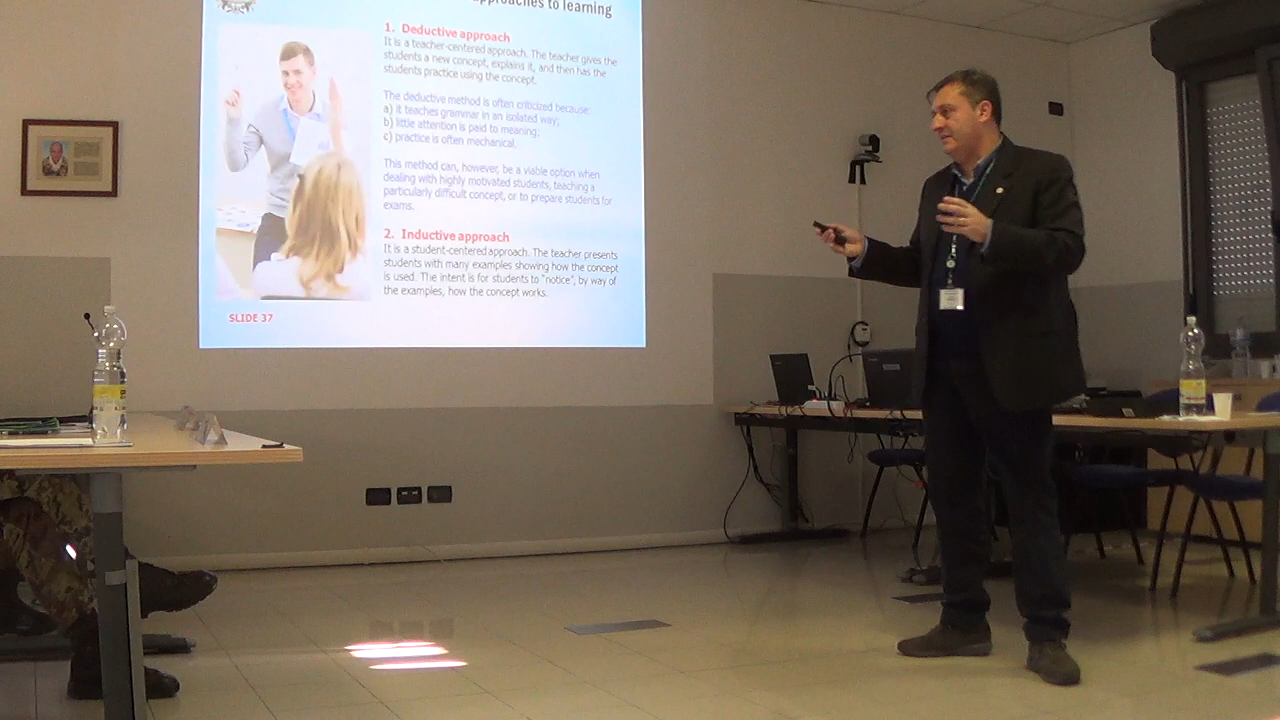 approaches to learning
1. Deductive approach
It is a teacher-centered approach. The teacher gives the
students a new concept, explains it, and then has the
students practice using the concept.
The deductive method is often criticized because:
a) it teaches grammar in an isolated way;
b) little attention is paid to meaning;
c) practice is often mechanical.
This method can, however, be a viable option when
dealing with highly motivated students, teaching a
particularly difficult concept, or to prepare students for
exams.
2. Inductive approach
It is a student-centered approach. The teacher presents
students with many examples showing how the concept
is used. The intent is for students to "notice", by way of
the examples, how the concept works.
SLIDE 37